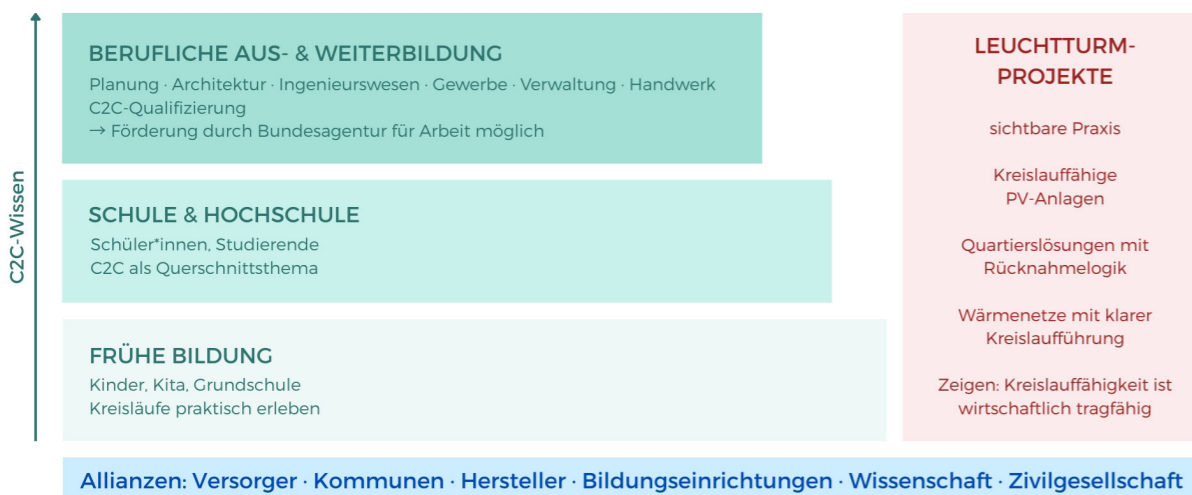 C2C-Wissen
BERUFLICHE AUS- & WEITERBILDUNG
Planung · Architektur · Ingenieurswesen · Gewerbe · Verwaltung · Handwerk
C2C-Qualifizierung
→ Förderung durch Bundesagentur für Arbeit möglich
SCHULE & HOCHSCHULE
Schüler*innen, Studierende
C2C als Querschnittsthema
FRÜHE BILDUNG
Kinder, Kita, Grundschule
Kreisläufe praktisch erleben
LEUCHTTURM-
PROJEKTE
sichtbare Praxis
Kreislauffähige
PV-Anlagen
Quartierslösungen mit
Rücknahmelogik
Wärmenetze mit klarer
Kreislaufführung
Zeigen: Kreislauffähigkeit ist
wirtschaftlich tragfähig
Allianzen: Versorger · Kommunen · Hersteller · Bildungseinrichtungen · Wissenschaft · Zivilgesellschaft